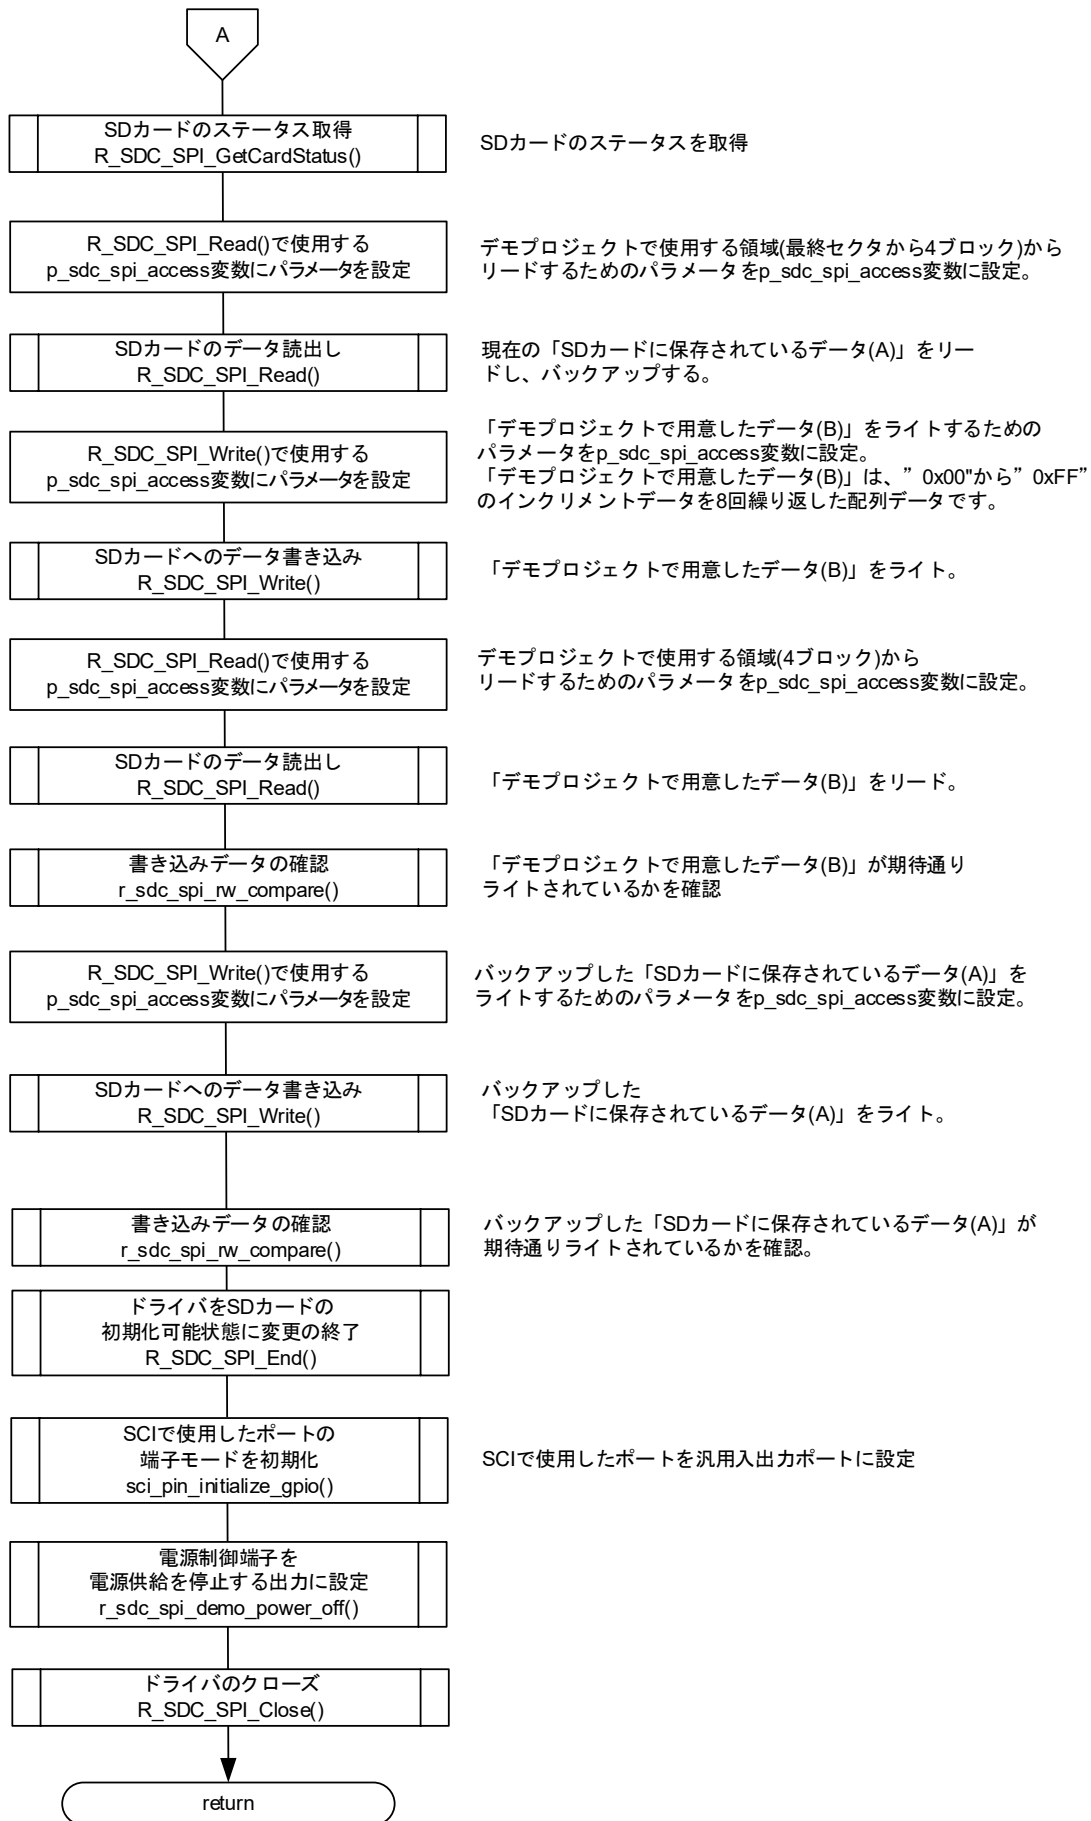 A
SDカードのステータス取得
R_SDC_SPI_GetCardStatus()
SDカードのステータスを取得
R_SDC_SPI_Read()で使用する
p_sdc_spi_access変数にパラメータを設定
デモプロジェクトで使用する領域(最終セクタから4ブロック)から
リードするためのパラメータをp_sdc_spi_access変数に設定。
SDカードのデータ読出し
R_SDC_SPI_Read()
現在の「SDカードに保存されているデータ(A)」をリー
ドし、バックアップする。
R_SDC_SPI_Write()で使用する
p_sdc_spi_access変数にパラメータを設定
「デモプロジェクトで用意したデータ(B)」をライトするための
パラメータをp_sdc_spi_access変数に設定。
「デモプロジェクトで用意したデータ(B)」は、”0x00"から”0xFF”
のインクリメントデータを8回繰り返した配列データです。
SDカードへのデータ書き込み
R_SDC_SPI_Write()
「デモプロジェクトで用意したデータ(B)」をライト。
R_SDC_SPI_Read()で使用する
p_sdc_spi_access変数にパラメータを設定
デモプロジェクトで使用する領域(4ブロック)から
リードするためのパラメータをp_sdc_spi_access変数に設定。
SDカードのデータ読出し
R_SDC_SPI_Read()
「デモプロジェクトで用意したデータ(B)」をリード。
書き込みデータの確認
r_sdc_spi_rw_compare()
「デモプロジェクトで用意したデータ(B)」が期待通り
ライトされているかを確認
R_SDC_SPI_Write()で使用する
p_sdc_spi_access変数にパラメータを設定
バックアップした「SDカードに保存されているデータ(A)」を
ライトするためのパラメータをp_sdc_spi_access変数に設定。
SDカードへのデータ書き込み
R_SDC_SPI_Write()
バックアップした
「SDカードに保存されているデータ(A)」をライト。
書き込みデータの確認
r_sdc_spi_rw_compare()
バックアップした「SDカードに保存されているデータ(A)」が
期待通りライトされているかを確認。
ドライバをSDカードの
初期化可能状態に変更の終了
R_SDC_SPI_End()
SCIで使用したポートの
端子モードを初期化
sci_pin_initialize_gpio()
SCIで使用したポートを汎用入出力ポートに設定
電源制御端子を
電源供給を停止する出力に設定
r_sdc_spi_demo_power_off()
ドライバのクローズ
R_SDC_SPI_Close()
return